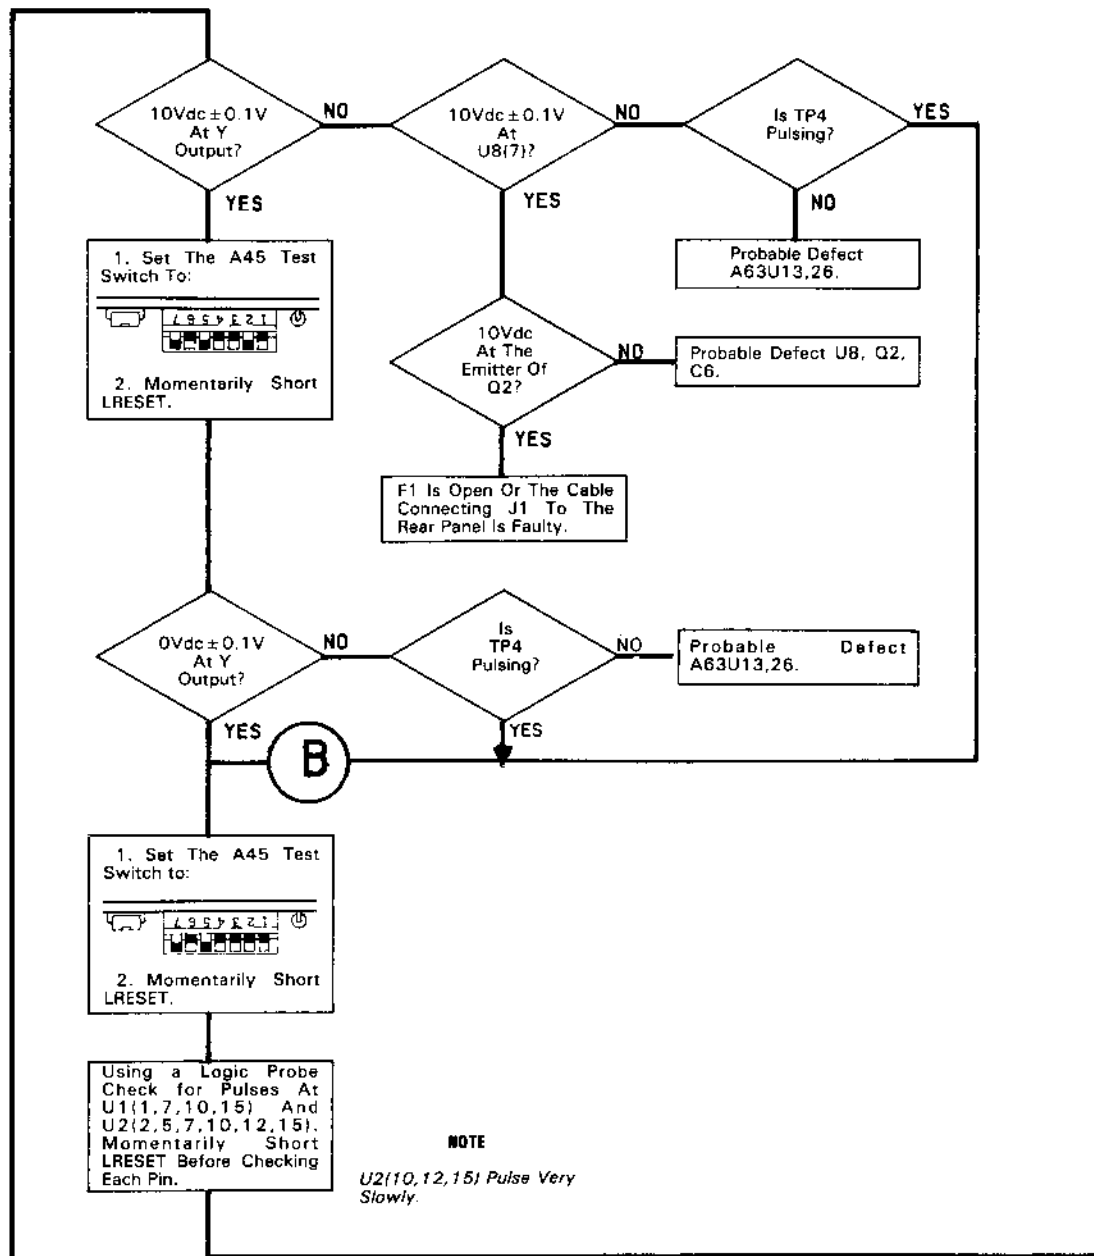 10Vdc±0.1V
At Y
Output?
NO
10Vdc±0.1V
At
U8(7)?
NO
Is TP4
Pulsing?
YES
YES
YES
NO
1. Set The A45 Test
Switch To:
1 2 3 4 5 6 7
2. Momentarily Short
LRESET.
Probable Defect
A63U13,26.
10Vdc
At The
Emitter Of
Q2?
NO
Probable Defect U8, Q2,
C6.
YES
F1 Is Open Or The Cable
Connecting J1 To The
Rear Panel Is Faulty.
0Vdc±0.1V
At Y
Output?
NO
Is
TP4
Pulsing?
NO
Probable Defect
A63U13,26.
YES
YES
B
1. Set The A45 Test
Switch to:
1 2 3 4 5 6 7
2. Momentarily Short
LRESET.
Using a Logic Probe
Check for Pulses At
U1(1,7,10,15) And
U2(2,5,7,10,12,15).
Momentarily Short
LRESET Before Checking
Each Pin.
NOTE
U2(10,12,15) Pulse Very
Slowly.